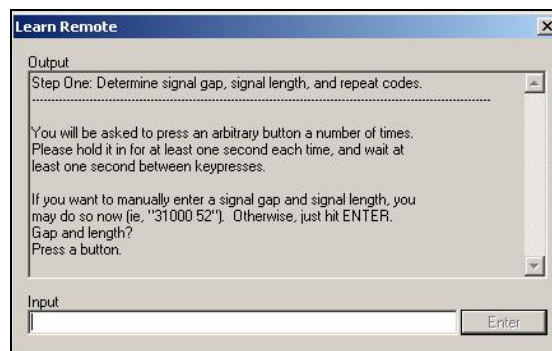 Learn Remote
Output
Step One: Determine signal gap, signal length, and repeat codes.
--------------------------------------------------------------------------------
You will be asked to press an arbitrary button a number of times.
Please hold it in for at least one second each time, and wait at
least one second between keypresses.
If you want to manually enter a signal gap and signal length, you
may do so now (ie, "31000 52"). Otherwise, just hit ENTER.
Gap and length?
Press a button.
Input
Enter